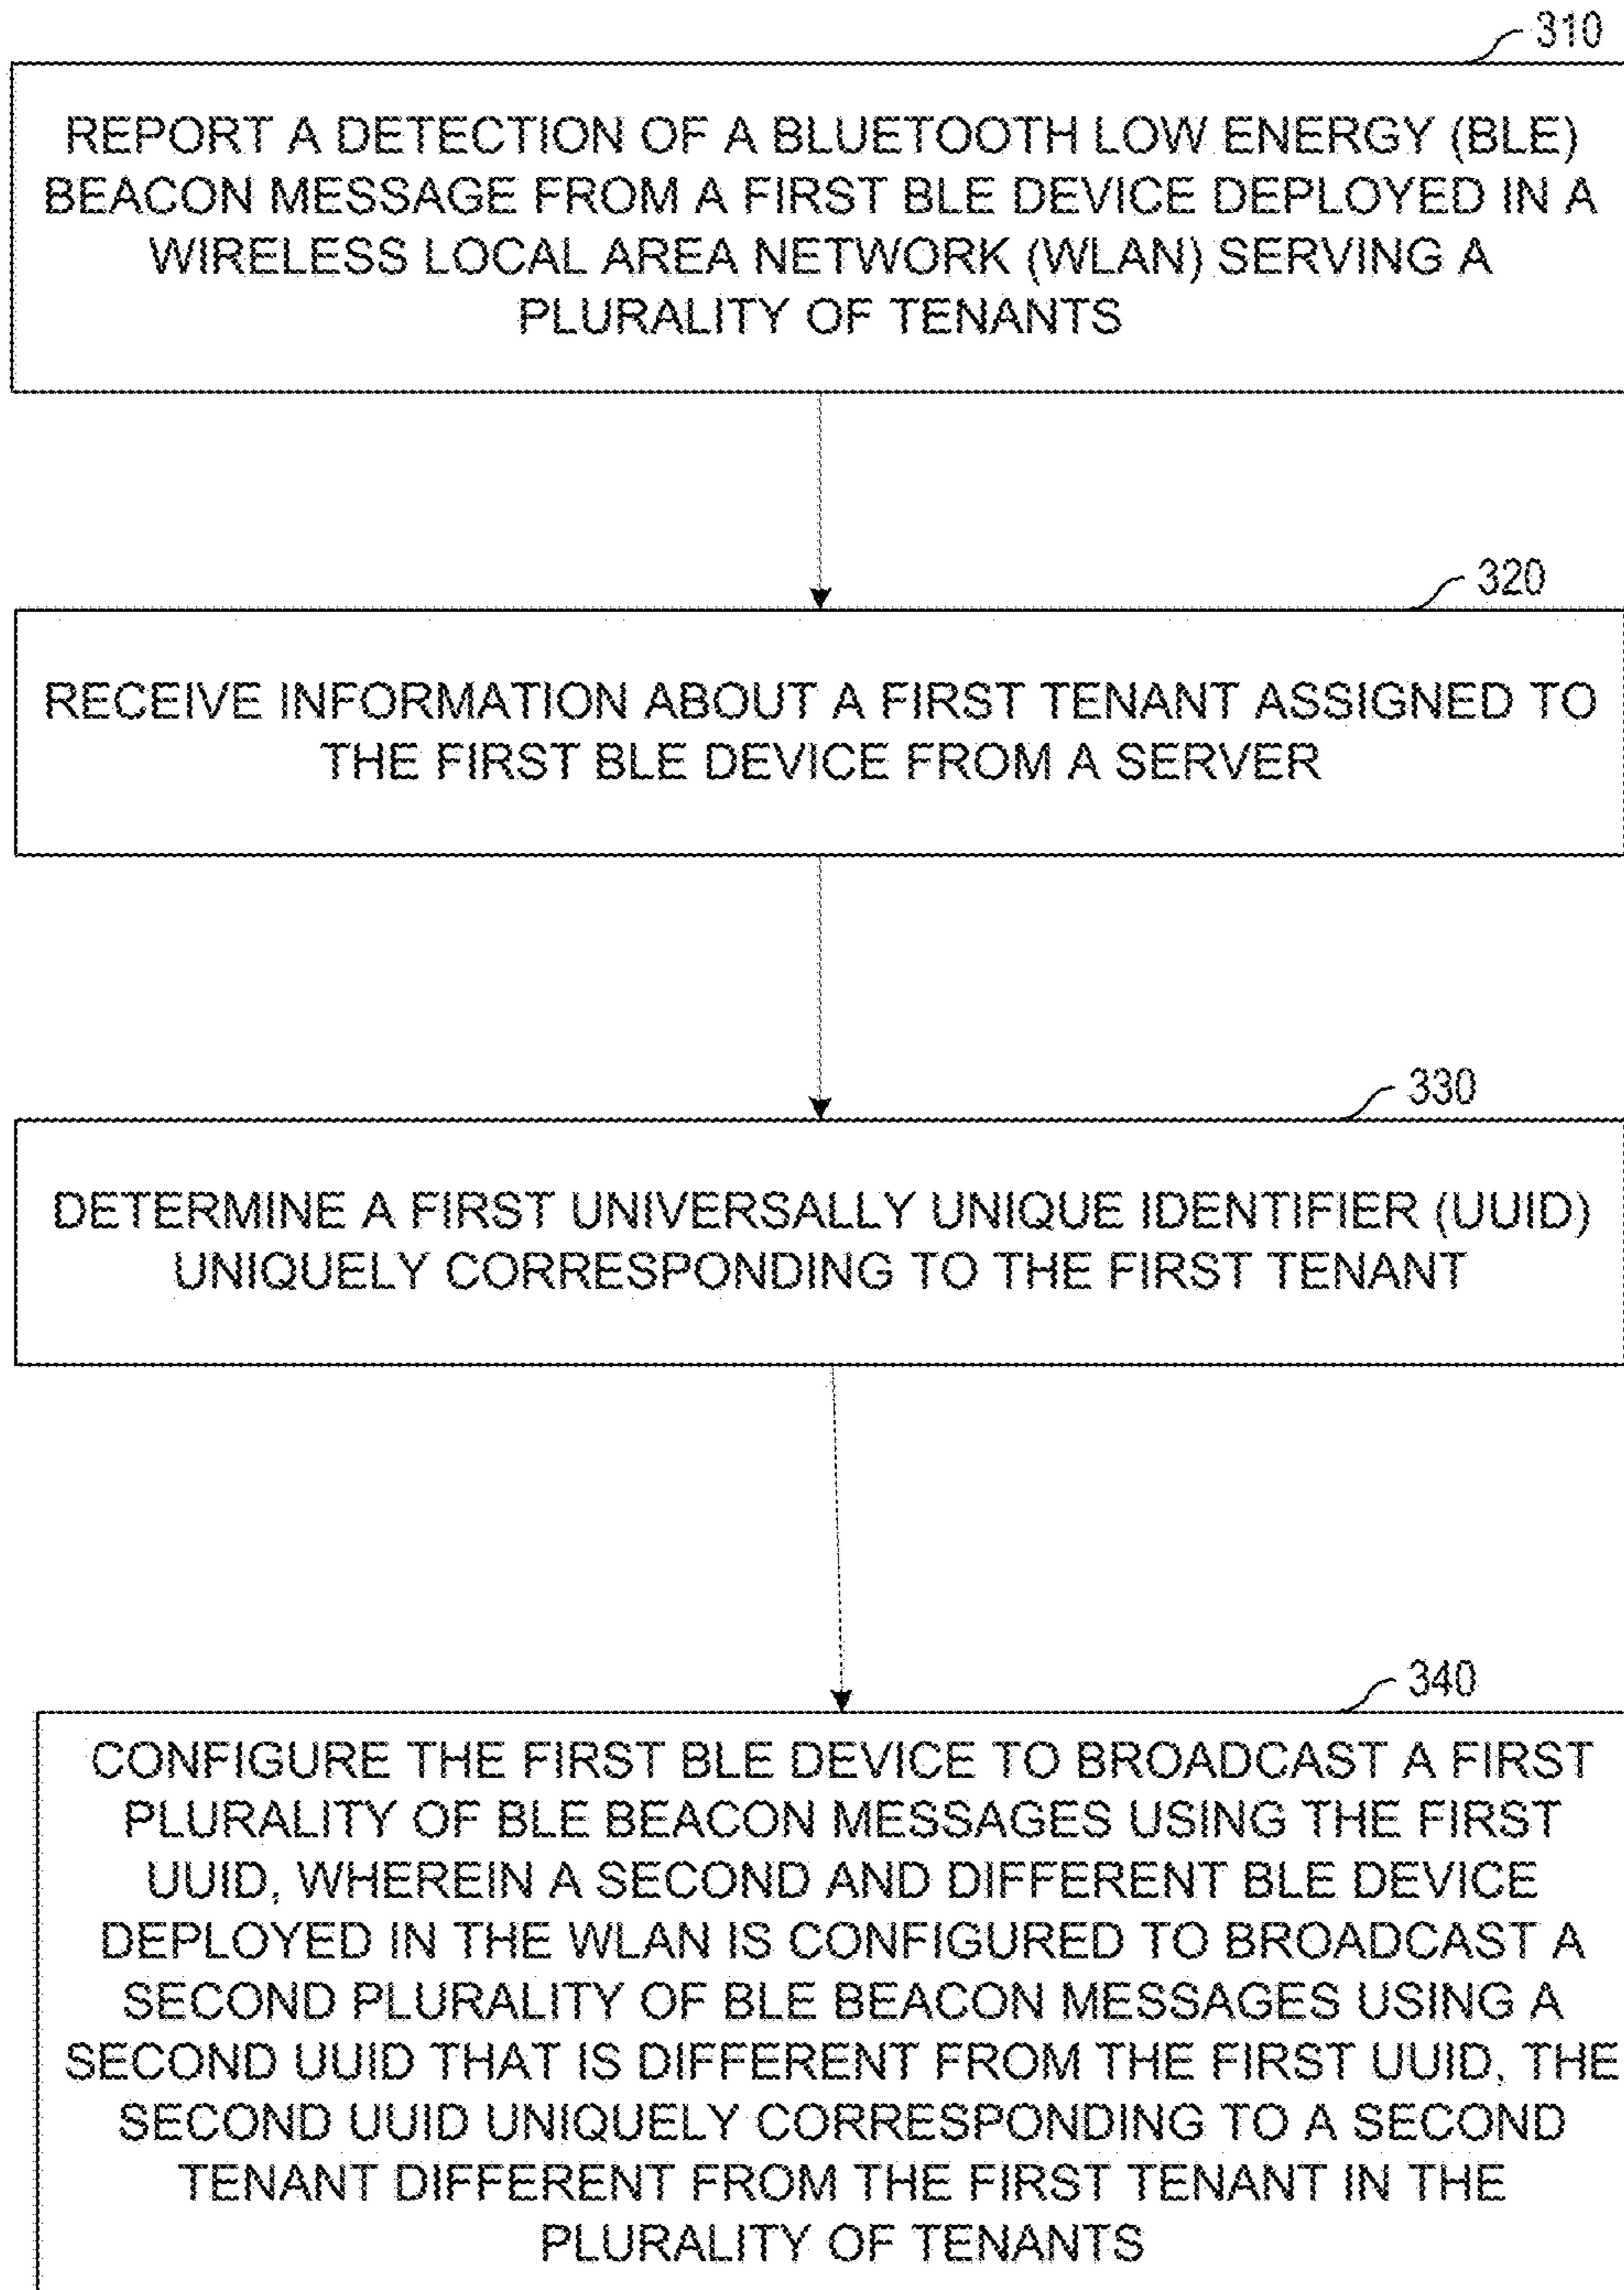 310
REPORT A DETECTION OF A BLUETOOTH LOW ENERGY (BLE)
BEACON MESSAGE FROM A FIRST BLE DEVICE DEPLOYED IN A
WIRELESS LOCAL AREA NETWORK (WLAN) SERVING A
PLURALITY OF TENANTS
320
RECEIVE INFORMATION ABOUT A FIRST TENANT ASSIGNED TO
THE FIRST BLE DEVICE FROM A SERVER
330
DETERMINE A FIRST UNIVERSALLY UNIQUE IDENTIFIER (UUID)
UNIQUELY CORRESPONDING TO THE FIRST TENANT
340
CONFIGURE THE FIRST BLE DEVICE TO BROADCAST A FIRST
PLURALITY OF BLE BEACON MESSAGES USING THE FIRST
UUID, WHEREIN A SECOND AND DIFFERENT BLE DEVICE
DEPLOYED IN THE WLAN IS CONFIGURED TO BROADCAST A
SECOND PLURALITY OF BLE BEACON MESSAGES USING A
SECOND UUID THAT IS DIFFERENT FROM THE FIRST UUID, THE
SECOND UUID UNIQUELY CORRESPONDING TO A SECOND
TENANT DIFFERENT FROM THE FIRST TENANT IN THE
PLURALITY OF TENANTS